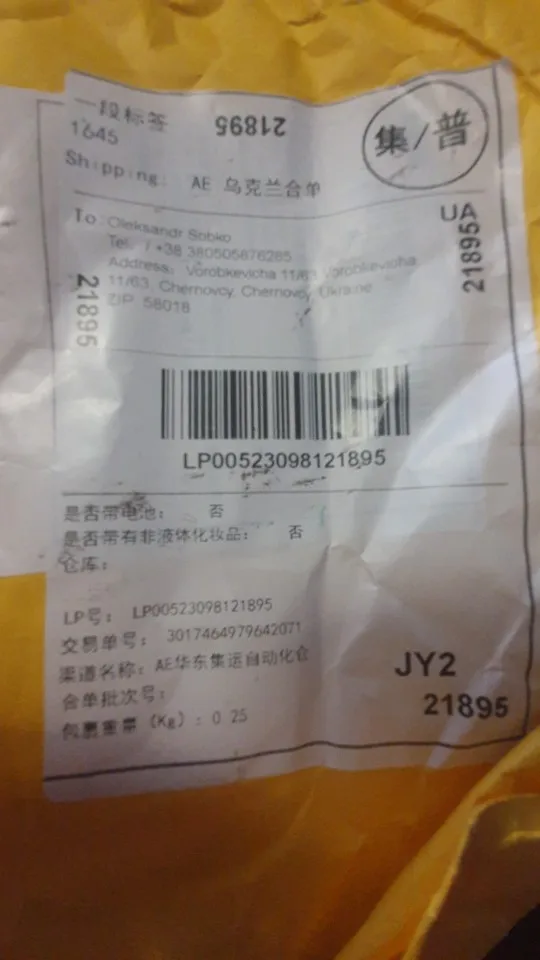 一段标签
21895
集/普
1645
Shipping: AE 乌克兰合单
UA
To: Oleksandr Sobko
Tel: / +38 380505876285
Address: Vorobkevicha 11/63 Vorobkevicha
11/63, Chernovcy, Chernovcy, Ukraine
ZIP: 58018
21895
21895
LP00523098121895
是否带电池: 否
是否带有非液体化妆品: 否
仓库:
LP号: LP00523098121895
交易单号: 3017464979642071
渠道名称: AE华东集运自动化仓
合单批次号:
包裹重量 (Kg): 0.25
JY2
21895